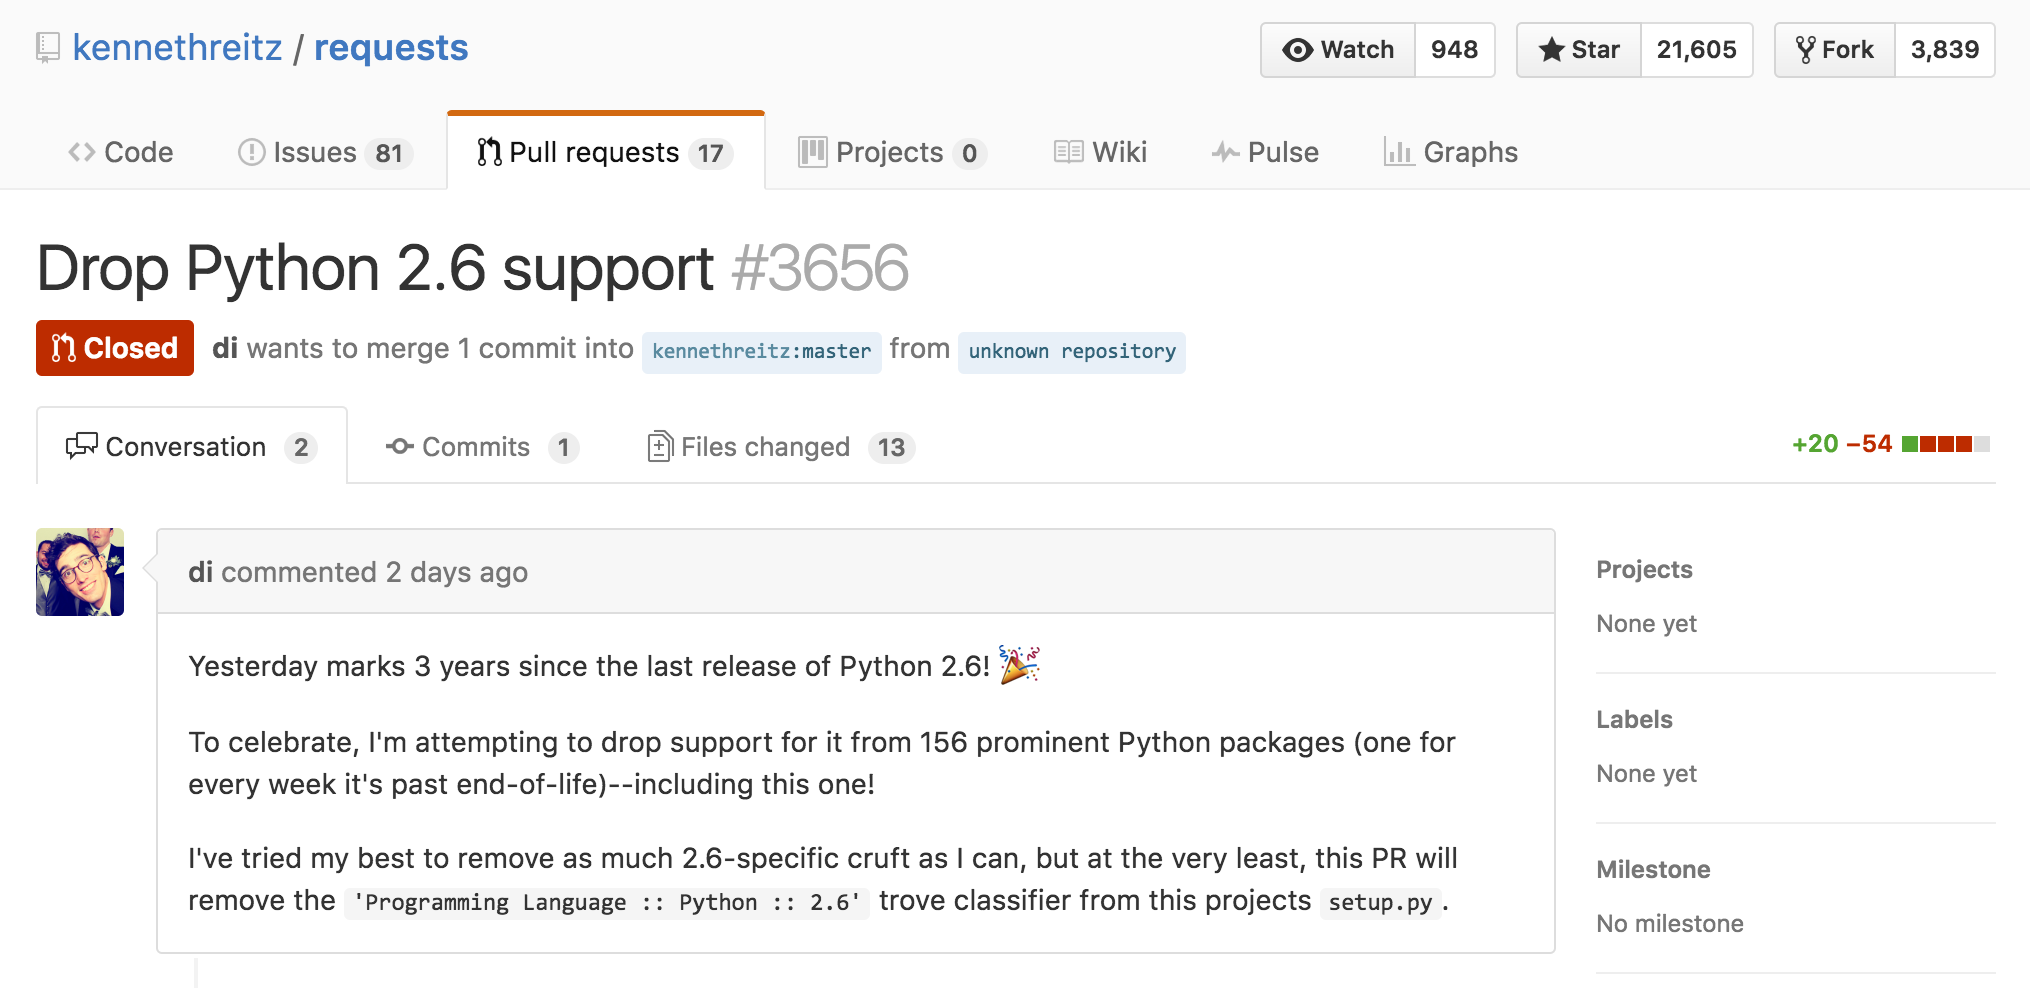 kennethreitz / requests
Watch 948 Star 21,605 Fork 3,839
Code Issues 81 Pull requests 17 Projects 0 Wiki Pulse Graphs
Drop Python 2.6 support #3656
Closed di wants to merge 1 commit into kennethreitz:master from unknown repository
Conversation 2 Commits 1 Files changed 13 +20 −54
di commented 2 days ago
Yesterday marks 3 years since the last release of Python 2.6! 🎉
To celebrate, I'm attempting to drop support for it from 156 prominent Python packages (one for
every week it's past end-of-life)--including this one!
I've tried my best to remove as much 2.6-specific cruft as I can, but at the very least, this PR will
remove the 'Programming Language :: Python :: 2.6' trove classifier from this projects setup.py.
Projects
None yet
Labels
None yet
Milestone
No milestone